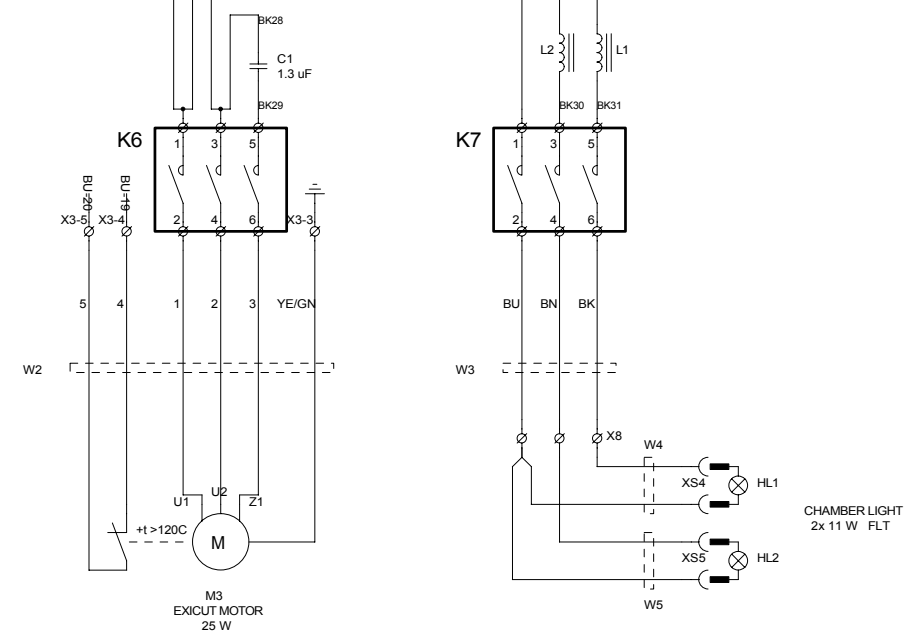 BK28
C1
1.3 uF
BK29
K6
1 3 5
BU-20
BU-19
X3-5 X3-4
2 4 6
X3-3
5 4 1 2 3 YE/GN
W2
U1 U2 Z1
+t >120C
M
M3
EXICUT MOTOR
25 W
L2 L1
BK30 BK31
K7
1 3 5
2 4 6
BU BN BK
W3
X8
W4
XS4 HL1
CHAMBER LIGHT
2x 11 W FLT
XS5 HL2
W5